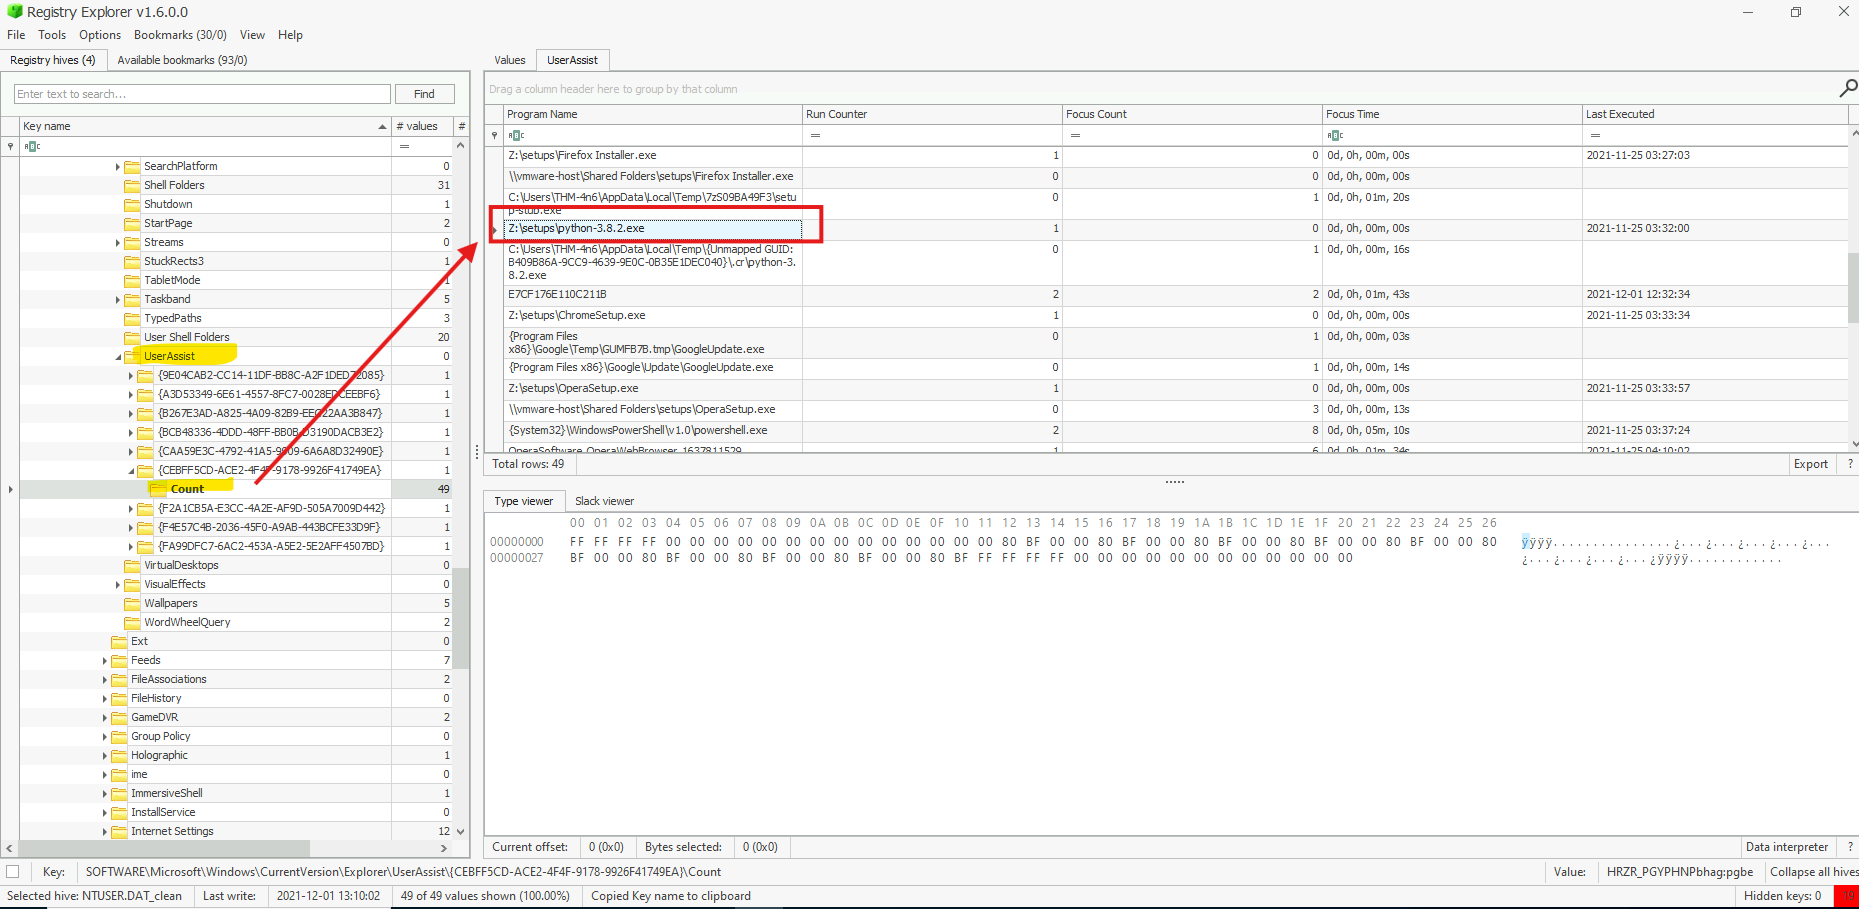 Registry Explorer v1.6.0.0
File Tools Options Bookmarks (30/0) View Help
Registry hives (4) Available bookmarks (93/0)
Enter text to search... Find
Key name # values #
SearchPlatform 0
Shell Folders 31
Shutdown 1
StartPage 2
Streams 0
StuckRects3 1
TabletMode 1
Taskband 5
TypedPaths 3
User Shell Folders 20
UserAssist 0
{9E04CAB2-CC14-11DF-BB8C-A2F1DED72085} 1
{A3D53349-6E61-4557-8FC7-0028EDCEEBF6} 1
{B267E3AD-A825-4A09-82B9-EEC22AA3B847} 1
{BCB48336-4DDD-48FF-BB0B-D3190DACB3E2} 1
{CAA59E3C-4792-41A5-9909-6A6A8D32490E} 1
{CEBFF5CD-ACE2-4F4F-9178-9926F41749EA} 1
Count 49
{F2A1CB5A-E3CC-4A2E-AF9D-505A7009D442} 1
{F4E57C4B-2036-45F0-A9AB-443BCFE33D9F} 1
{FA99DFC7-6AC2-453A-A5E2-5E2AFF4507BD} 1
VirtualDesktops 0
VisualEffects 0
Wallpapers 5
WordWheelQuery 2
Ext 0
Feeds 7
FileAssociations 2
FileHistory 0
GameDVR 2
Group Policy 0
Holographic 1
ime 0
ImmersiveShell 1
InstallService 0
Internet Settings 12
Values UserAssist
Drag a column header here to group by that column
Program Name Run Counter Focus Count Focus Time Last Executed
Z:\setups\Firefox Installer.exe 1 0 0d, 0h, 00m, 00s 2021-11-25 03:27:03
\\vmware-host\Shared Folders\setups\Firefox Installer.exe 0 0 0d, 0h, 00m, 00s
C:\Users\THM-4n6\AppData\Local\Temp\7zS09BA49F3\setu 0 1 0d, 0h, 01m, 20s
p-stub.exe
Z:\setups\python-3.8.2.exe 1 0 0d, 0h, 00m, 00s 2021-11-25 03:32:00
C:\Users\THM-4n6\AppData\Local\Temp\{Unmapped GUID: 0 1 0d, 0h, 00m, 16s
B409B86A-9CC9-4639-9E0C-0B35E1DEC040}\.cr\python-3.
8.2.exe
E7CF176E110C211B 2 2 0d, 0h, 01m, 43s 2021-12-01 12:32:34
Z:\setups\ChromeSetup.exe 1 0 0d, 0h, 00m, 00s 2021-11-25 03:33:34
{Program Files 0 1 0d, 0h, 00m, 03s
x86}\Google\Temp\GUMFB7B.tmp\GoogleUpdate.exe
{Program Files x86}\Google\Update\GoogleUpdate.exe 0 1 0d, 0h, 00m, 14s
Z:\setups\OperaSetup.exe 1 0 0d, 0h, 00m, 00s 2021-11-25 03:33:57
\\vmware-host\Shared Folders\setups\OperaSetup.exe 0 3 0d, 0h, 00m, 13s
{System32}\WindowsPowerShell\v1.0\powershell.exe 2 8 0d, 0h, 05m, 10s 2021-11-25 03:37:24
OperaSoftware.OperaWebBrowser.1637811529 1 6 0d, 0h, 01m, 34s 2021-11-25 04:10:02
Total rows: 49 Export ?
Type viewer Slack viewer
00 01 02 03 04 05 06 07 08 09 0A 0B 0C 0D 0E 0F 10 11 12 13 14 15 16 17 18 19 1A 1B 1C 1D 1E 1F 20 21 22 23 24 25 26
00000000 FF FF FF FF 00 00 00 00 00 00 00 00 00 00 00 00 00 00 80 BF 00 00 80 BF 00 00 80 BF 00 00 80 BF 00 00 80 BF 00 00 80 ÿÿÿÿ..............¿...¿...¿...¿...¿...
00000027 BF 00 00 80 BF 00 00 80 BF 00 00 80 BF 00 00 80 BF FF FF FF FF 00 00 00 00 00 00 00 00 00 00 00 00 ¿...¿...¿...¿...¿ÿÿÿÿ............
Current offset: 0 (0x0) Bytes selected: 0 (0x0) Data interpreter ?
Key: SOFTWARE\Microsoft\Windows\CurrentVersion\Explorer\UserAssist\{CEBFF5CD-ACE2-4F4F-9178-9926F41749EA}\Count Value: HRZR_PGYPHNPbhag:pgbe Collapse all hives
Selected hive: NTUSER.DAT_clean Last write: 2021-12-01 13:10:02 49 of 49 values shown (100.00%) Copied Key name to clipboard Hidden keys: 0